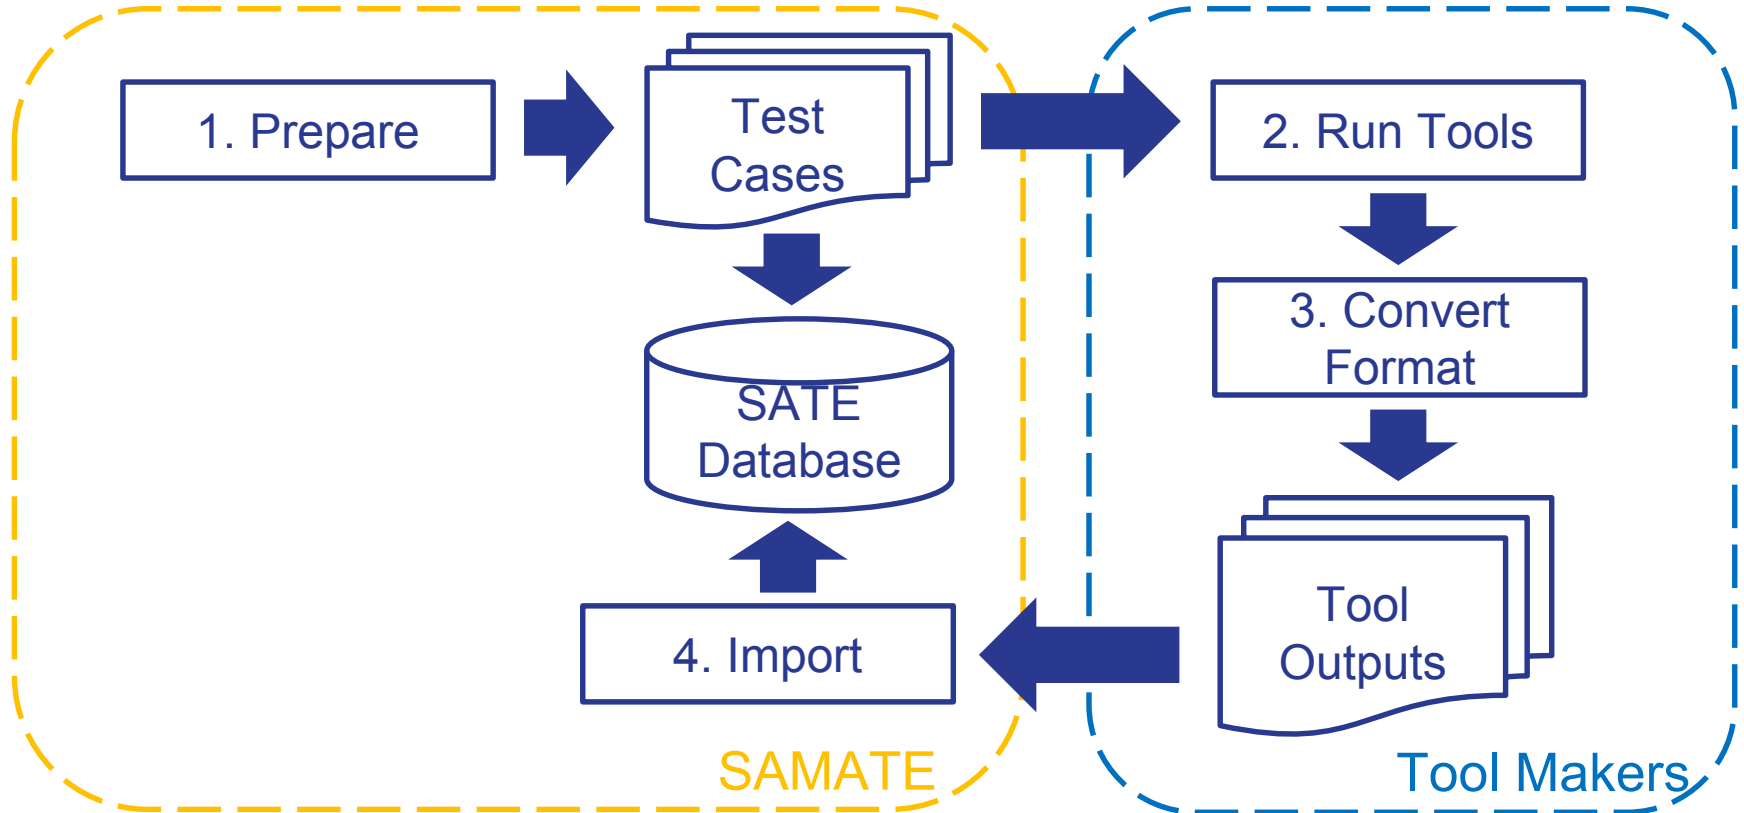 1. Prepare
Test
Cases
2. Run Tools
3. Convert
Format
SATE
Database
Tool
Outputs
4. Import
SAMATE
Tool Makers